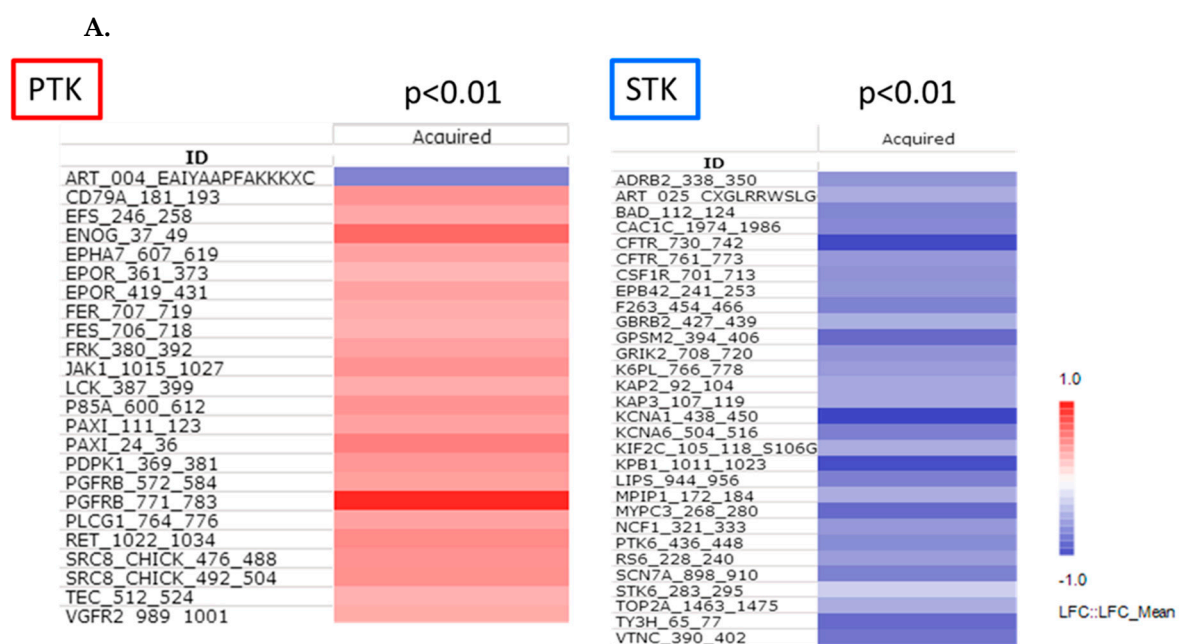 A.
PTK
p<0.01
Acquired
ID
ART_004_EAIYAAPFAKKKXC
CD79A_181_193
EFS_246_258
ENOG_37_49
EPHA7_607_619
EPOR_361_373
EPOR_419_431
FER_707_719
FES_706_718
FRK_380_392
JAK1_1015_1027
LCK_387_399
P85A_600_612
PAXI_111_123
PAXI_24_36
PDPK1_369_381
PGFRB_572_584
PGFRB_771_783
PLCG1_764_776
RET_1022_1034
SRC8_CHICK_476_488
SRC8_CHICK_492_504
TEC_512_524
VGFR2_989_1001
STK
p<0.01
Acquired
ID
ADRB2_338_350
ART_025_CXGLRRWSLG
BAD_112_124
CAC1C_1974_1986
CFTR_730_742
CFTR_761_773
CSF1R_701_713
EPB42_241_253
F263_454_466
GBRB2_427_439
GPSM2_394_406
GRIK2_708_720
K6PL_766_778
KAP2_92_104
KAP3_107_119
KCNA1_438_450
KCNA6_504_516
KIF2C_105_118_S106G
KPB1_1011_1023
LIPS_944_956
MPIP1_172_184
MYPC3_268_280
NCF1_321_333
PTK6_436_448
RS6_228_240
SCN7A_898_910
STK6_283_295
TOP2A_1463_1475
TY3H_65_77
VTNC_390_402
1.0
-1.0
LFC::LFC_Mean